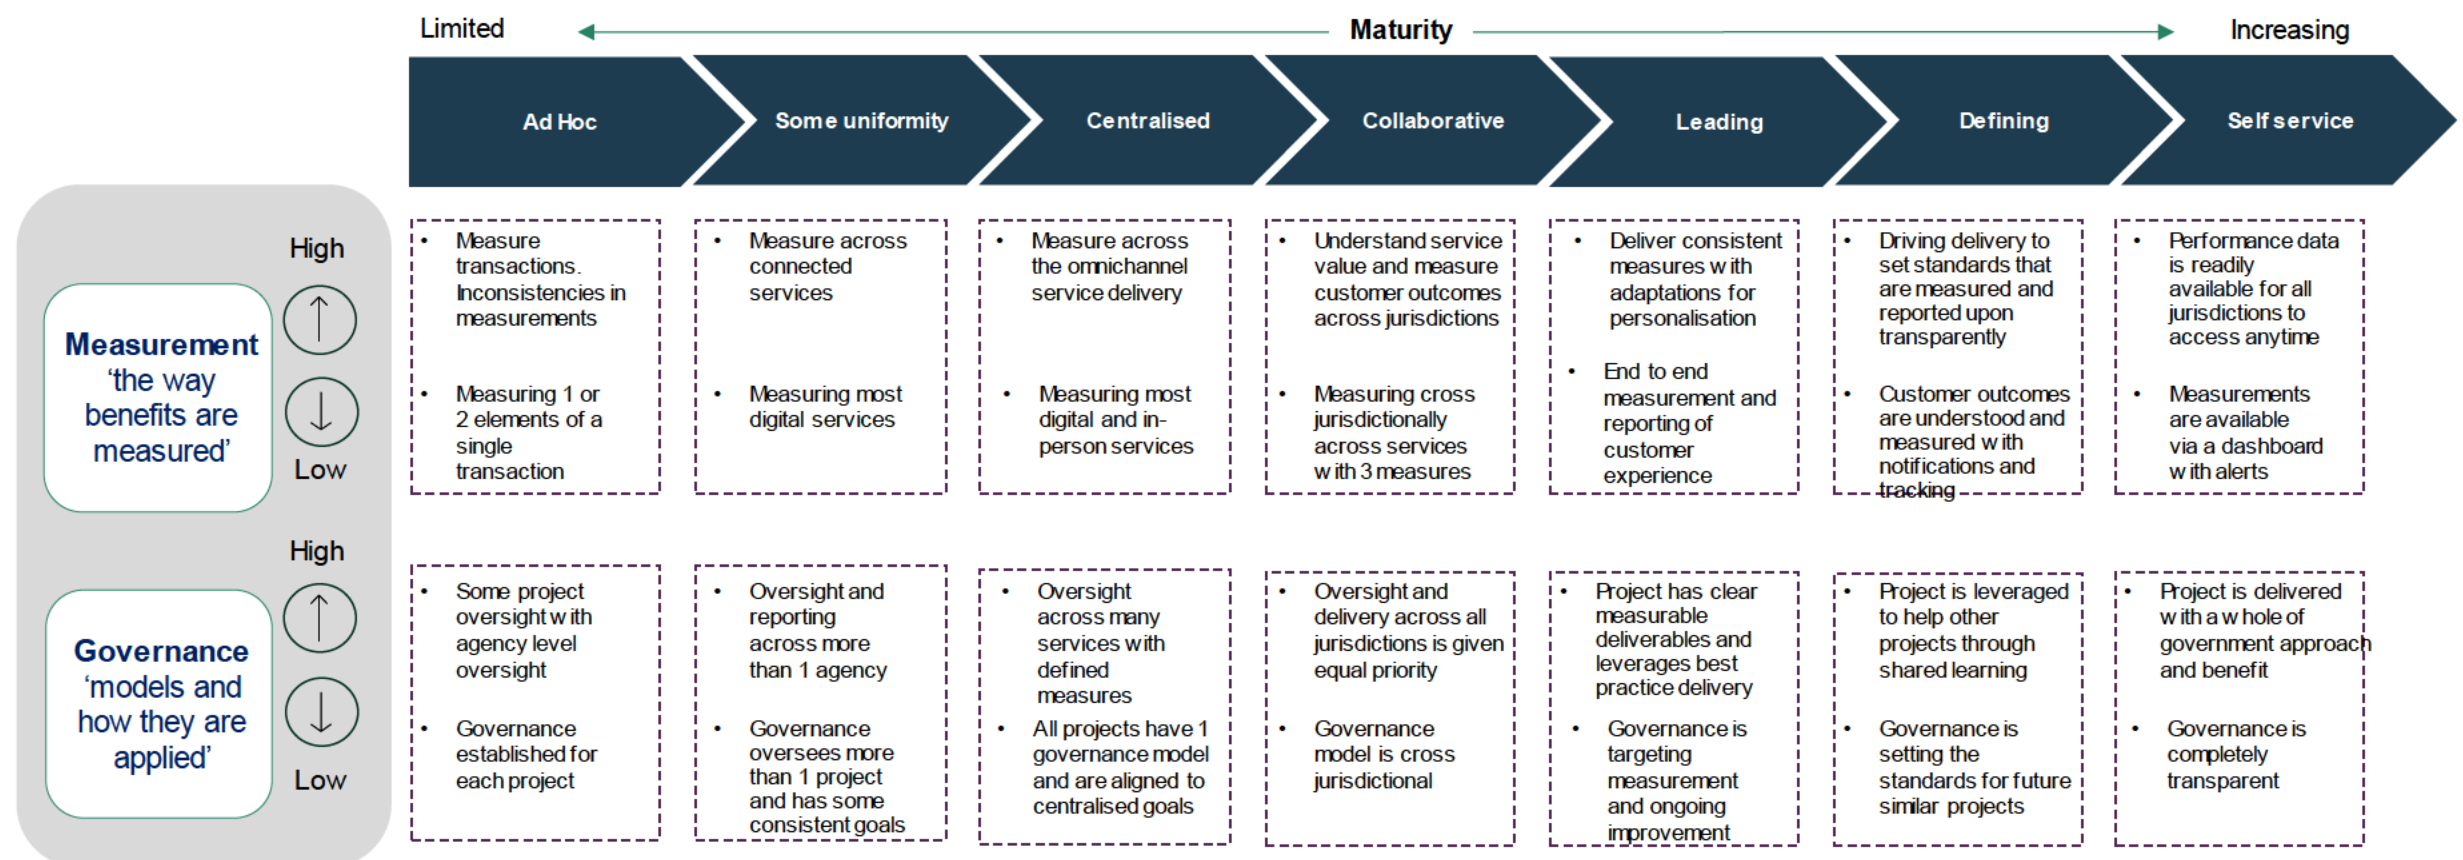 Limited
Maturity
Increasing
Ad Hoc
Some uniformity
Centralised
Collaborative
Leading
Defining
Self service
High
Measurement
‘the way
benefits are
measured’
Low
• Measure
transactions.
Inconsistencies in
measurements
• Measuring 1 or
2 elements of a
single
transaction
• Measure across
connected
services
• Measuring most
digital services
• Measure across
the omnichannel
service delivery
• Measuring most
digital and in-
person services
• Understand service
value and measure
customer outcomes
across jurisdictions
• Measuring cross
jurisdictionally
across services
with 3 measures
• Deliver consistent
measures with
adaptations for
personalisation
• End to end
measurement and
reporting of
customer
experience
• Driving delivery to
set standards that
are measured and
reported upon
transparently
• Customer outcomes
are understood and
measured with
notifications and
tracking
• Performance data
is readily
available for all
jurisdictions to
access anytime
• Measurements
are available
via a dashboard
with alerts
High
Governance
‘models and
how they are
applied’
Low
• Some project
oversight with
agency level
oversight
• Governance
established for
each project
• Oversight and
reporting
across more
than 1 agency
• Governance
oversees more
than 1 project
and has some
consistent goals
• Oversight
across many
services with
defined
measures
• All projects have 1
governance model
and are aligned to
centralised goals
• Oversight and
delivery across all
jurisdictions is given
equal priority
• Governance
model is cross
jurisdictional
• Project has clear
measurable
deliverables and
leverages best
practice delivery
• Governance is
targeting
measurement
and ongoing
improvement
• Project is leveraged
to help other
projects through
shared learning
• Governance is
setting the
standards for future
similar projects
• Project is delivered
with a whole of
government approach
and benefit
• Governance is
completely
transparent